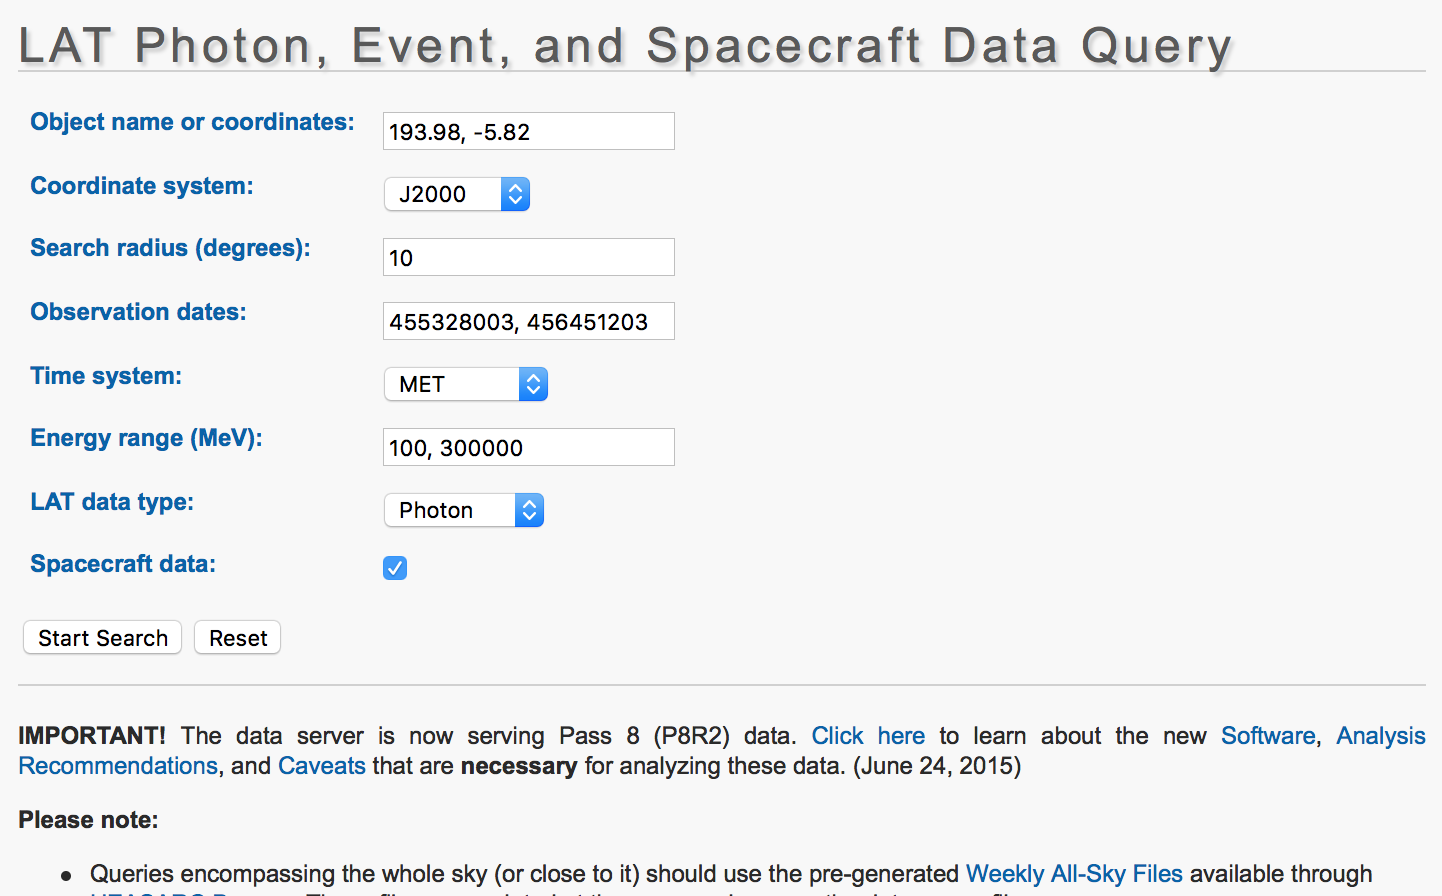 LAT Photon, Event, and Spacecraft Data Query
Object name or coordinates: 193.98, -5.82
Coordinate system: J2000
Search radius (degrees): 10
Observation dates: 455328003, 456451203
Time system: MET
Energy range (MeV): 100, 300000
LAT data type: Photon
Spacecraft data:
Start Search Reset
IMPORTANT! The data server is now serving Pass 8 (P8R2) data. Click here to learn about the new Software, Analysis
Recommendations, and Caveats that are necessary for analyzing these data. (June 24, 2015)
Please note:
• Queries encompassing the whole sky (or close to it) should use the pre-generated Weekly All-Sky Files available through